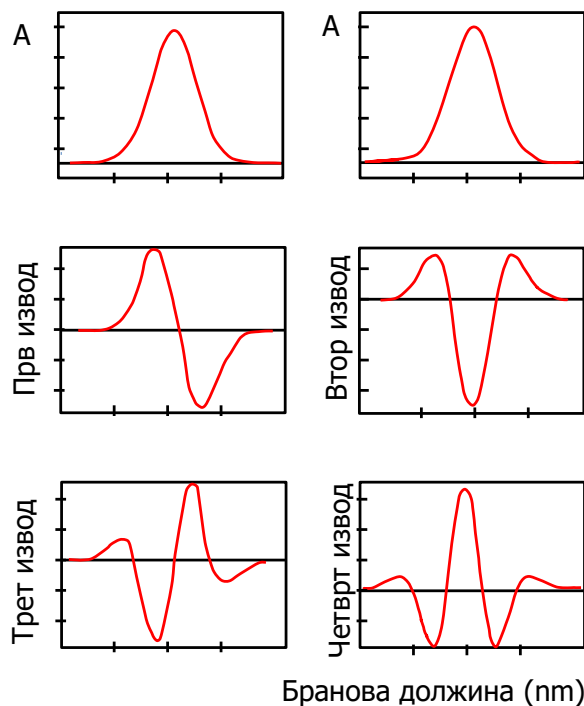 A
A
Прв извод
Втор извод
Трет извод
Четврт извод
Бранова должина (nm)